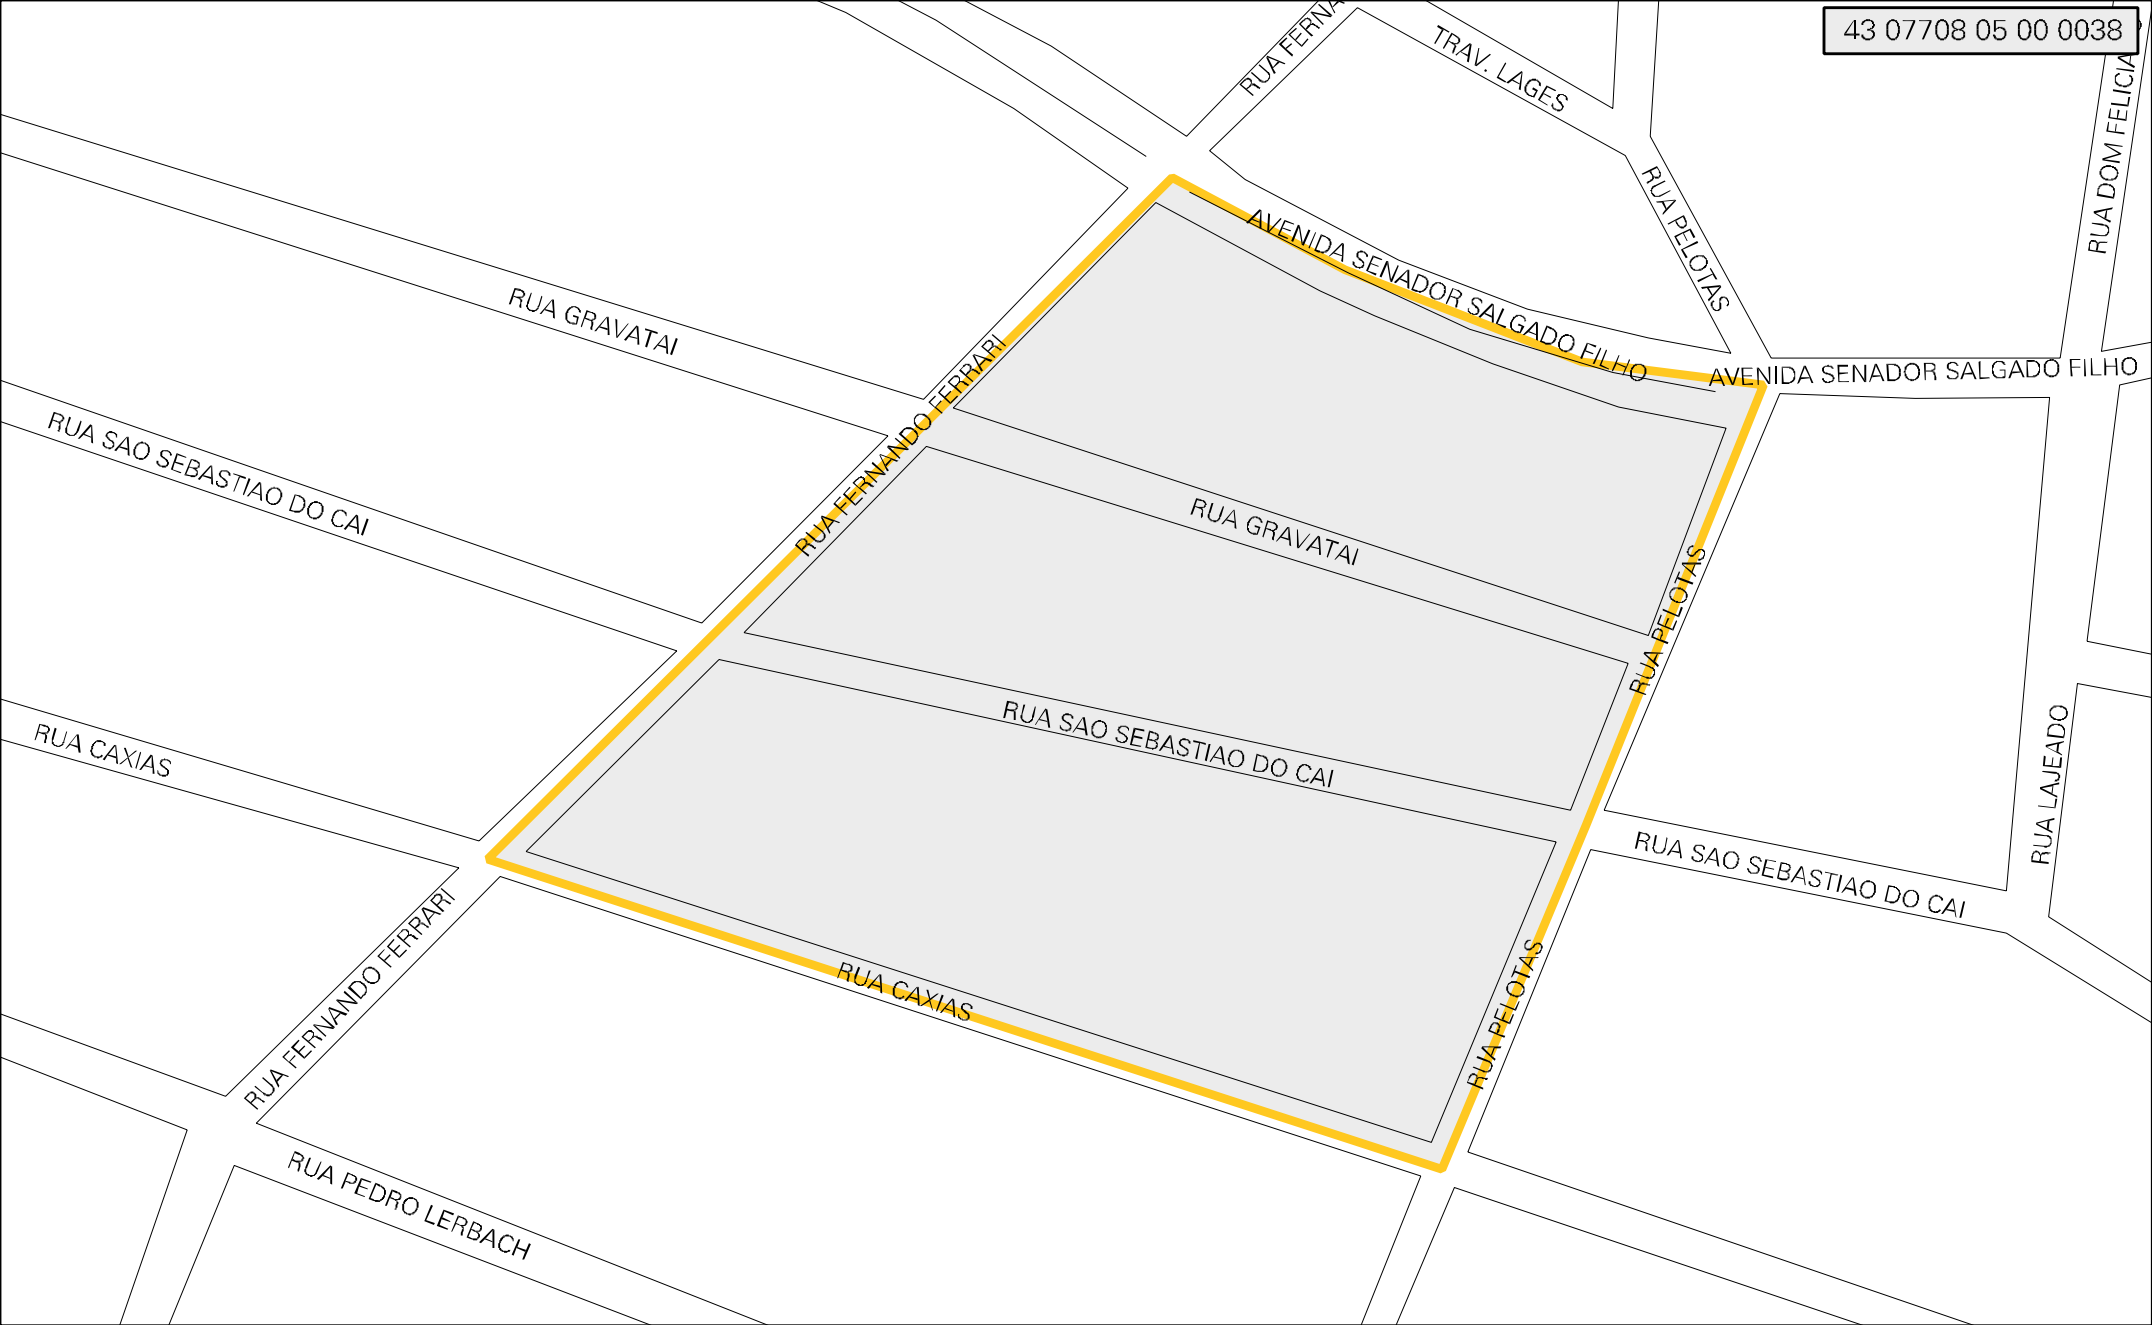 RUA FERNA
TRAV. LAGES
43 07708 05 00 0038
RUA DOM FELICIA
RUA PELOTAS
AVENIDA SENADOR SALGADO FILHO
AVENIDA SENADOR SALGADO FILHO
RUA GRAVATAI
RUA FERNANDO FERRARI
RUA SAO SEBASTIAO DO CAI
RUA GRAVATAI
RUA PELOTAS
RUA SAO SEBASTIAO DO CAI
RUA CAXIAS
RUA LAJEADO
RUA SAO SEBASTIAO DO CAI
RUA FERNANDO FERRARI
RUA CAXIAS
RUA PELOTAS
RUA PEDRO LERBACH